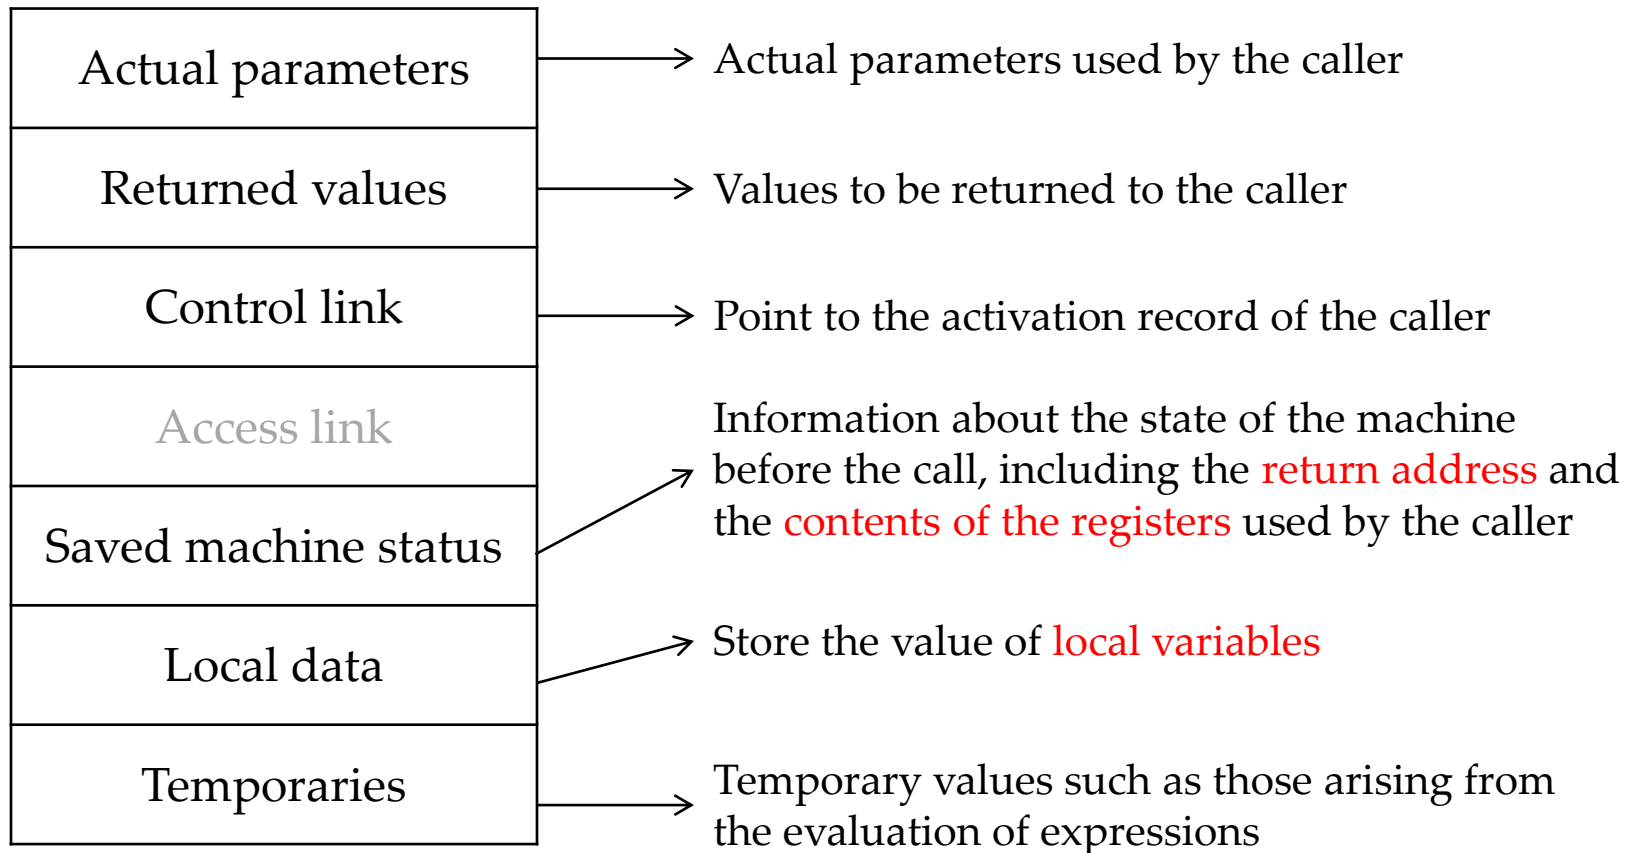 Actual parameters
Actual parameters used by the caller
Returned values
Values to be returned to the caller
Control link
Point to the activation record of the caller
Access link
Information about the state of the machine
before the call, including the return address and
the contents of the registers used by the caller
Saved machine status
Local data
Store the value of local variables
Temporaries
Temporary values such as those arising from
the evaluation of expressions